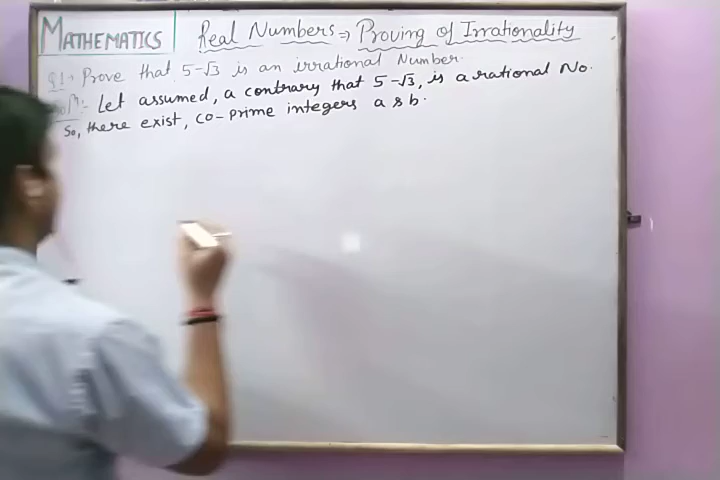 MATHEMATICS Real Numbers ⇒ Proving of Irrationality
Q1:- Prove that 5-√3 is an irrational Number.
Sol^n:- Let assumed, a contrary that 5-√3, is a rational No.
So, there exist, co-prime integers a & b.